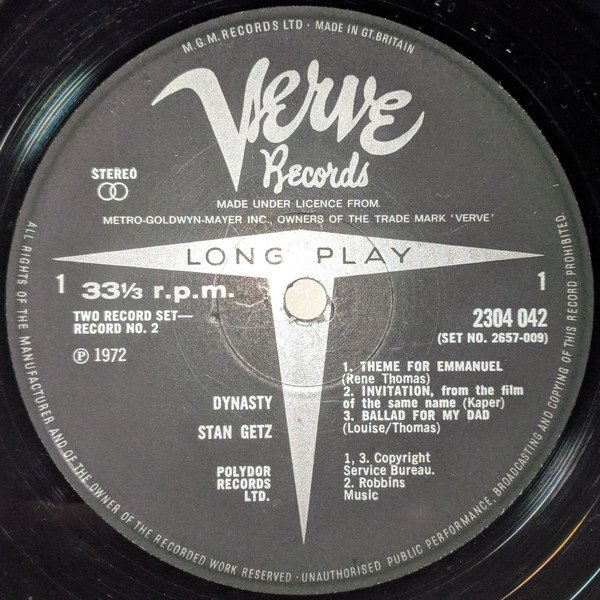 M.G.M. RECORDS LTD · MADE IN GT. BRITAIN
Verve
Records
STEREO
MADE UNDER LICENCE FROM.
METRO-GOLDWYN-MAYER INC., OWNERS OF THE TRADE MARK 'VERVE'
LONG PLAY
1
33⅓ r.p.m.
1
TWO RECORD SET—
RECORD NO. 2
2304 042
(SET NO. 2657-009)
Ⓟ 1972
1. THEME FOR EMMANUEL
(Rene Thomas)
2. INVITATION, from the film
of the same name (Kaper)
3. BALLAD FOR MY DAD
(Louise/Thomas)
DYNASTY
STAN GETZ
POLYDOR
RECORDS
LTD.
1, 3. Copyright
Service Bureau.
2. Robbins
Music
ALL RIGHTS OF THE MANUFACTURER AND OF THE OWNER OF THE RECORDED WORK RESERVED · UNAUTHORISED PUBLIC PERFORMANCE, BROADCASTING AND COPYING OF THIS RECORD PROHIBITED.